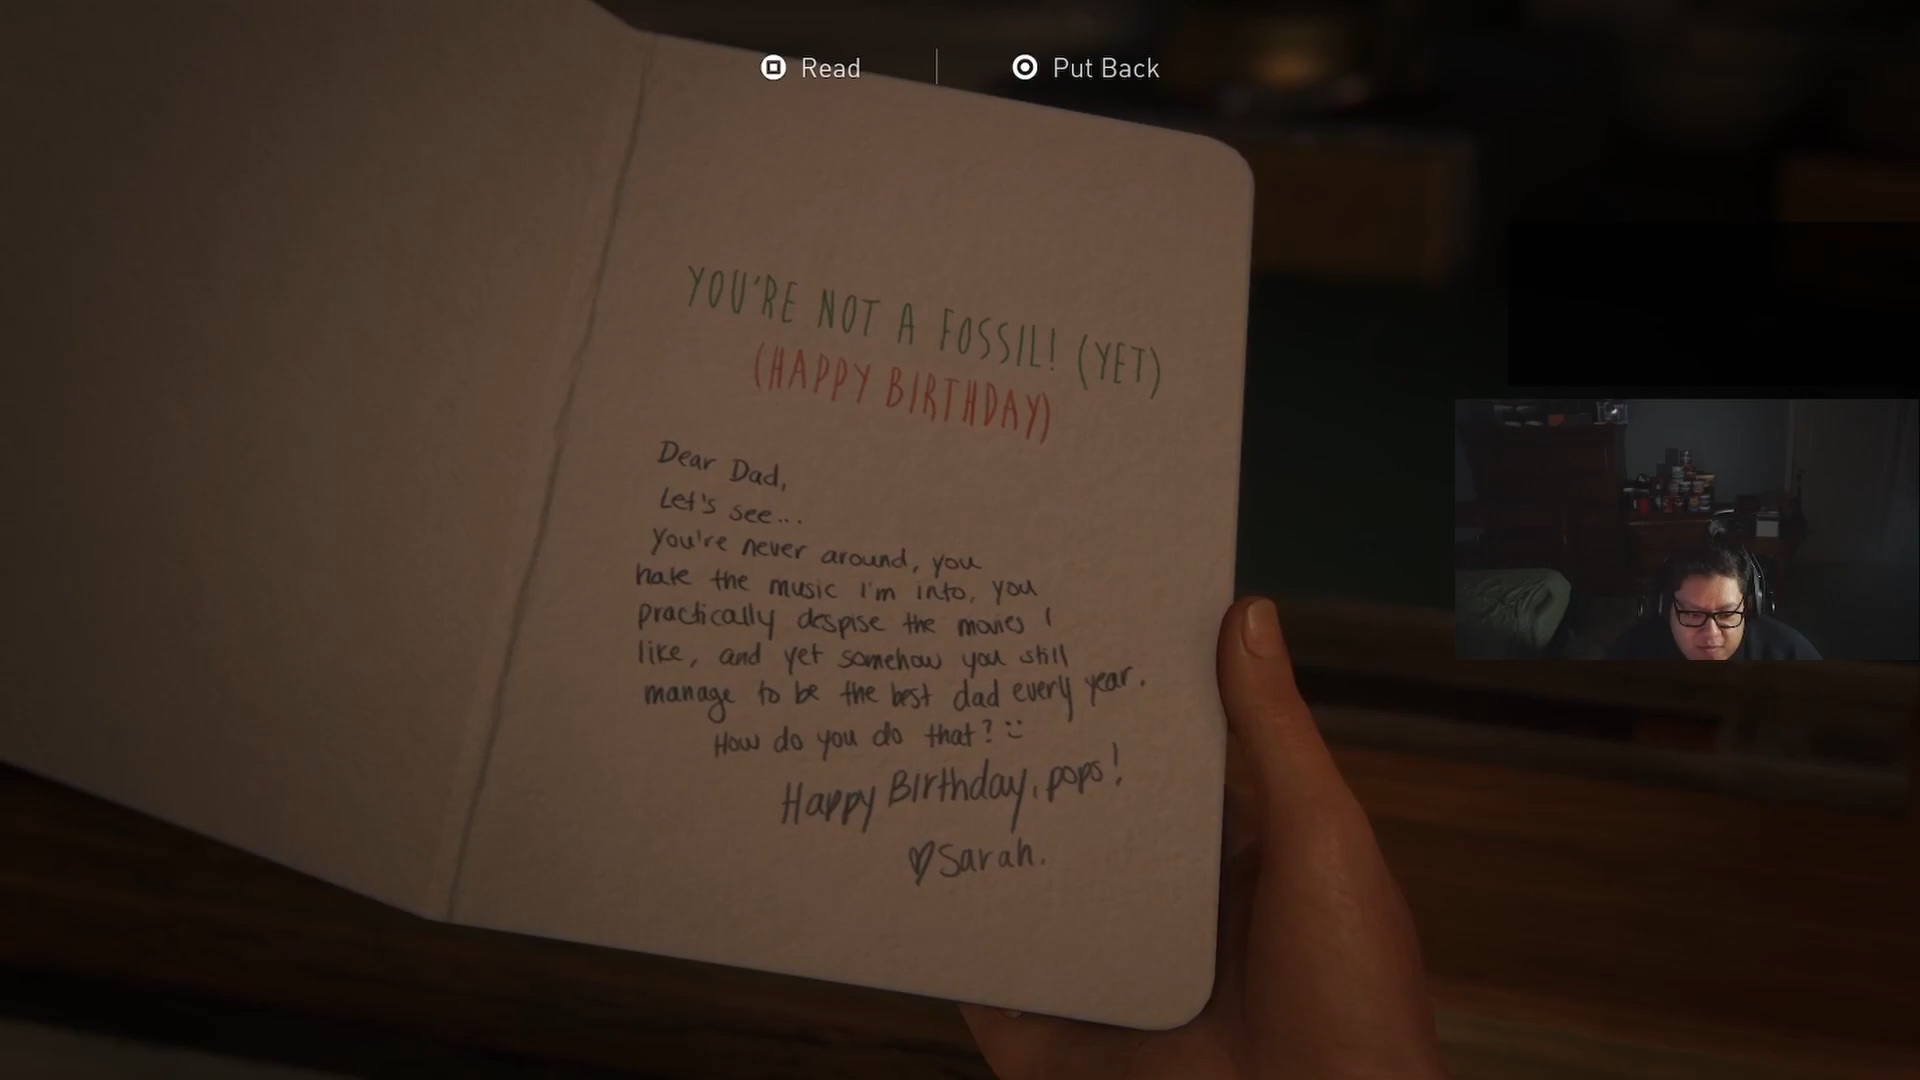 Read | Put Back
YOU'RE NOT A FOSSIL! (YET)
(HAPPY BIRTHDAY)
Dear Dad,
Let's see...
You're never around, you
hate the music I'm into, you
practically despise the movies I
like, and yet somehow you still
manage to be the best dad every year.
How do you do that? :)
Happy Birthday, pops!
♡ Sarah.